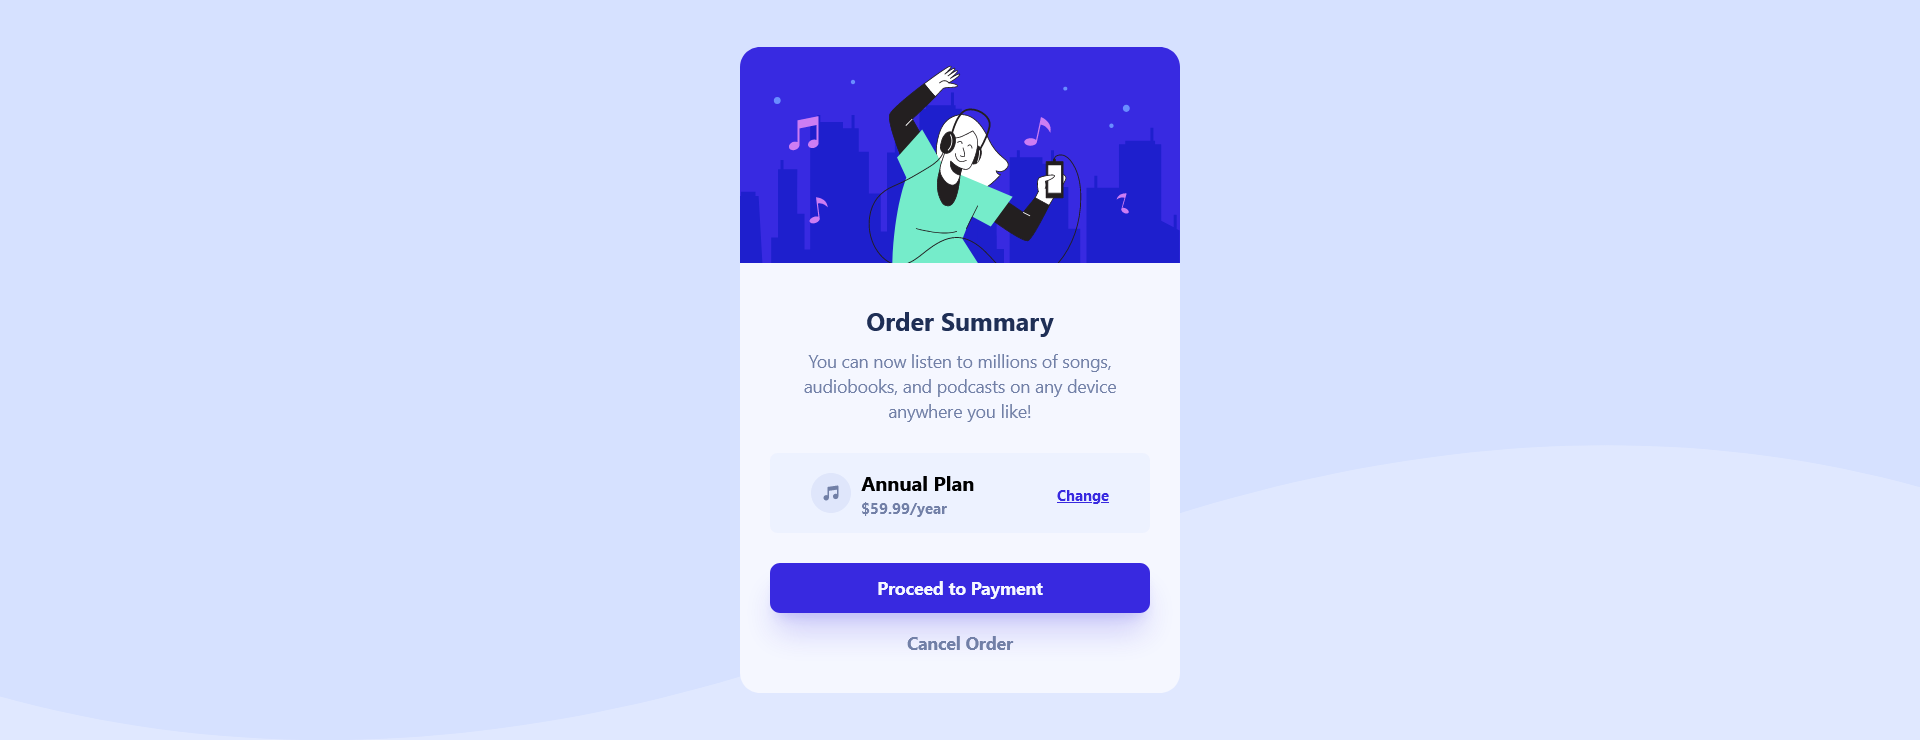 Order Summary
You can now listen to millions of songs,
audiobooks, and podcasts on any device
anywhere you like!
Annual Plan
$59.99/year
Change
Proceed to Payment
Cancel Order